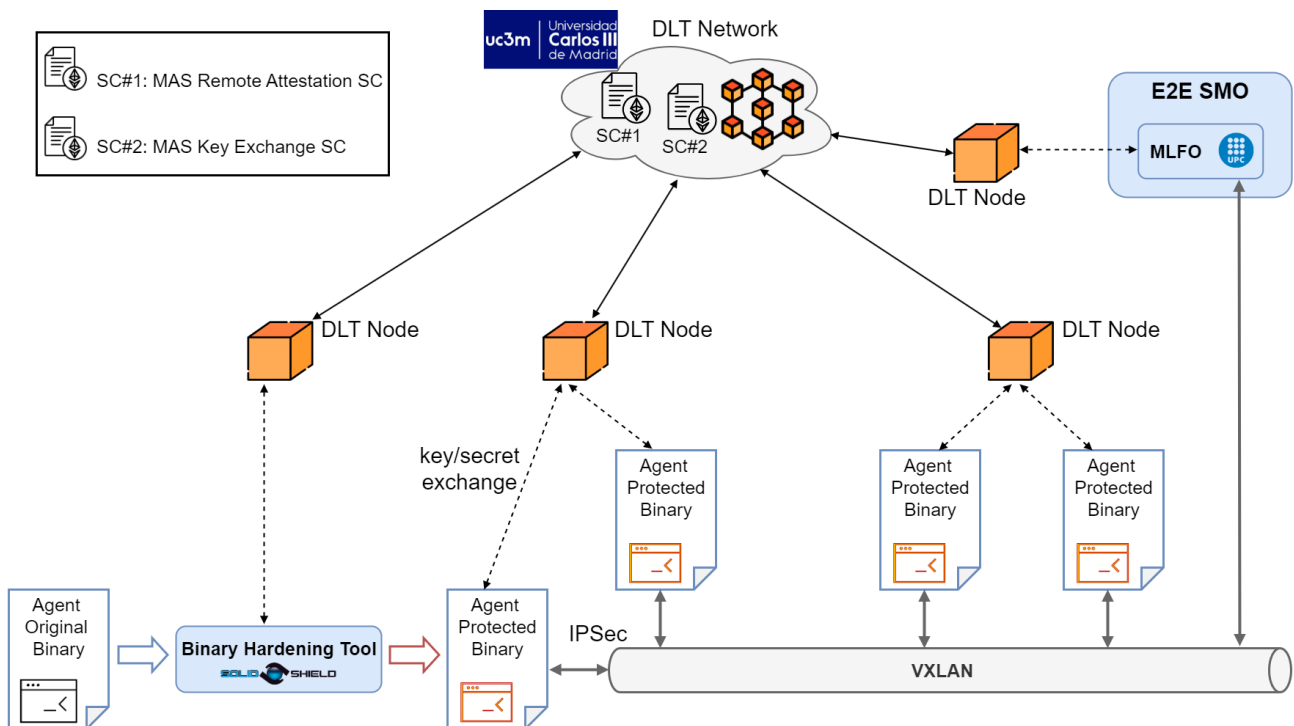 uc3m
Universidad
Carlos III
de Madrid
DLT Network
SC#1: MAS Remote Attestation SC
SC#2: MAS Key Exchange SC
SC#1
SC#2
E2E SMO
MLFO
UPC
DLT Node
DLT Node
DLT Node
DLT Node
key/secret
exchange
Agent
Protected
Binary
Agent
Protected
Binary
Agent
Protected
Binary
Agent
Original
Binary
Binary Hardening Tool
SOLID SHIELD
Agent
Protected
Binary
IPSec
VXLAN